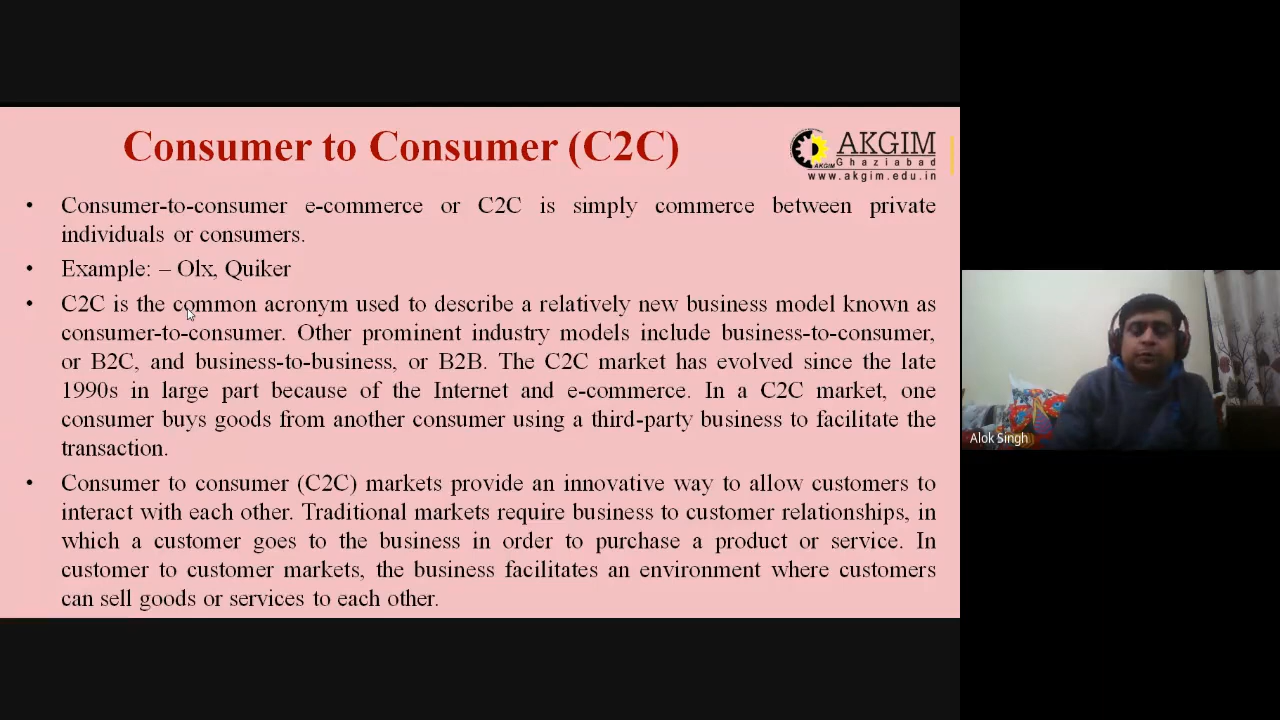 Consumer to Consumer (C2C)
AKGIM
Ghaziabad
AKGIM
www.akgim.edu.in
• Consumer-to-consumer e-commerce or C2C is simply commerce between private
individuals or consumers.
• Example: – Olx, Quiker
• C2C is the common acronym used to describe a relatively new business model known as
consumer-to-consumer. Other prominent industry models include business-to-consumer,
or B2C, and business-to-business, or B2B. The C2C market has evolved since the late
1990s in large part because of the Internet and e-commerce. In a C2C market, one
consumer buys goods from another consumer using a third-party business to facilitate the
transaction.
• Consumer to consumer (C2C) markets provide an innovative way to allow customers to
interact with each other. Traditional markets require business to customer relationships, in
which a customer goes to the business in order to purchase a product or service. In
customer to customer markets, the business facilitates an environment where customers
can sell goods or services to each other.
Alok Singh